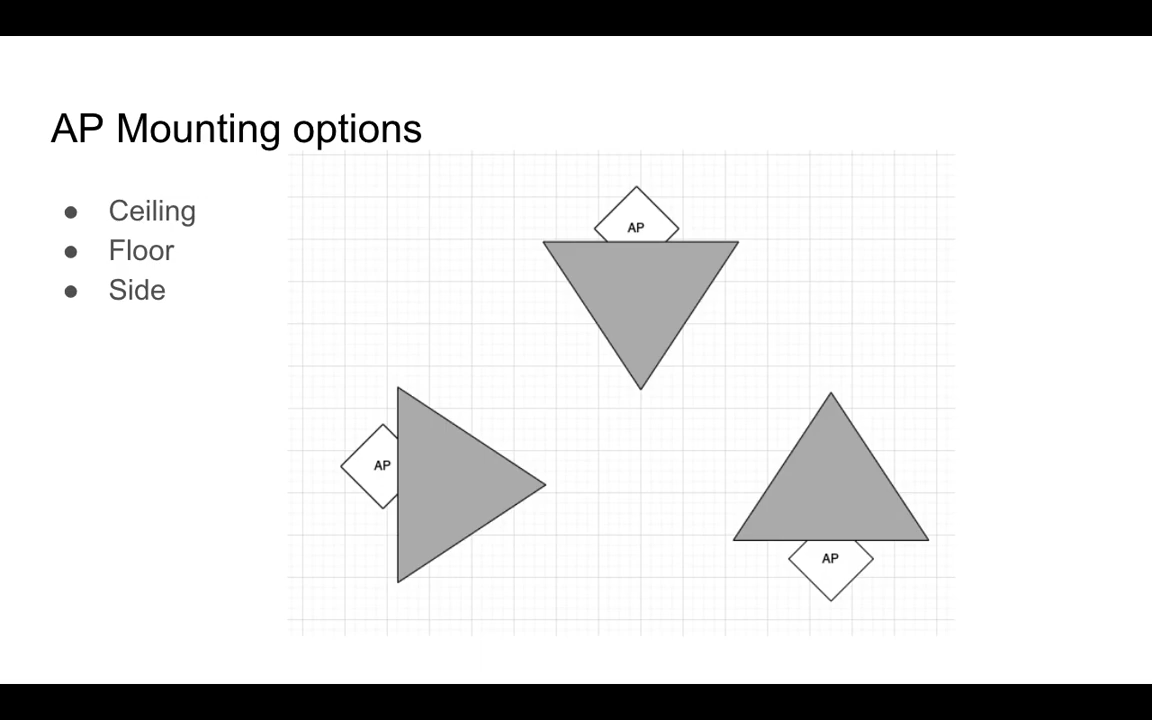 AP Mounting options
● Ceiling
● Floor
● Side
AP
AP
AP